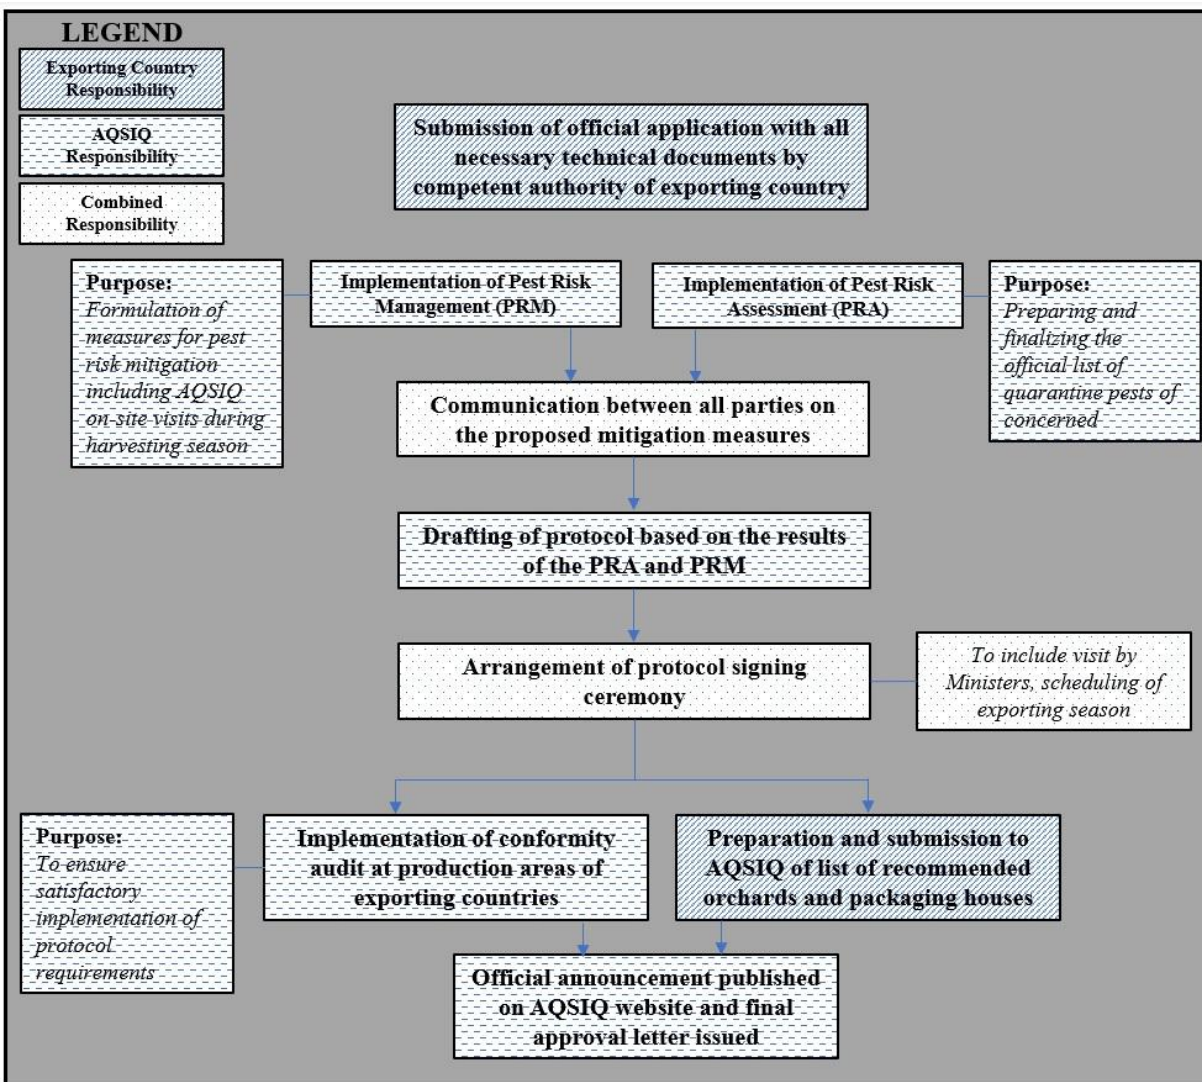 LEGEND
Exporting Country
Responsibility
AQSIQ
Responsibility
Combined
Responsibility
Submission of official application with all
necessary technical documents by
competent authority of exporting country
Purpose:
Formulation of
measures for pest
risk mitigation
including AQSIQ
on-site visits during
harvesting season
Implementation of Pest Risk
Management (PRM)
Implementation of Pest Risk
Assessment (PRA)
Purpose:
Preparing and
finalizing the
official list of
quarantine pests of
concerned
Communication between all parties on
the proposed mitigation measures
Drafting of protocol based on the results
of the PRA and PRM
Arrangement of protocol signing
ceremony
To include visit by
Ministers, scheduling of
exporting season
Purpose:
To ensure
satisfactory
implementation of
protocol
requirements
Implementation of conformity
audit at production areas of
exporting countries
Preparation and submission to
AQSIQ of list of recommended
orchards and packaging houses
Official announcement published
on AQSIQ website and final
approval letter issued